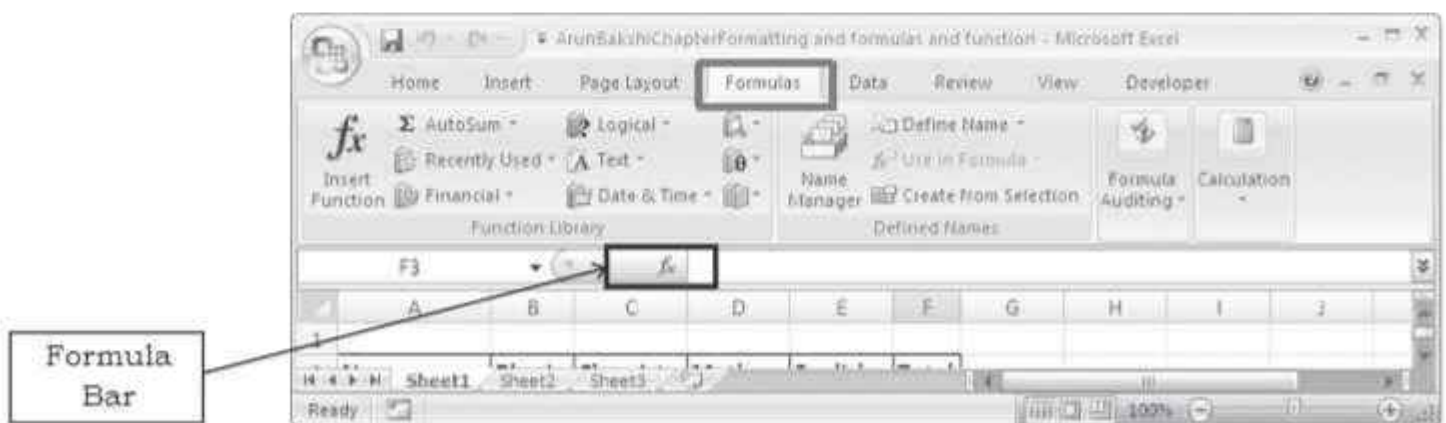 ArunBakshiChapterFormatting and formulas and function - Microsoft Excel
Home Insert Page Layout Formulas Data Review View Developer
fx Σ AutoSum Logical Define Name
Recently Used A Text θ Use in Formula
Insert Function Financial Date & Time Name Manager Create from Selection Formula Auditing Calculation
Function Library Defined Names
F3 fx
A B C D E F G H I J
1
Formula
Bar
Sheet1 Sheet2 Sheet3
Ready 100%